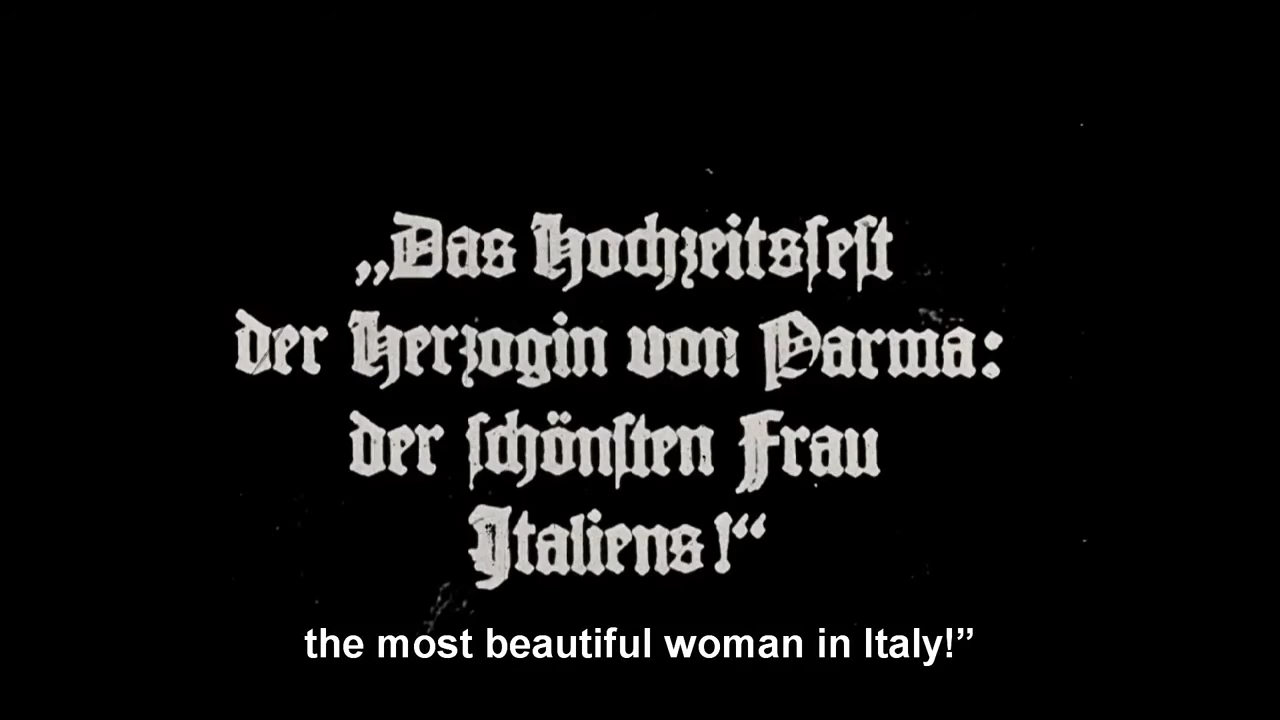 „Das Hochzeitsfest
der Herzogin von Parma:
der schönsten Frau
Italiens!“
the most beautiful woman in Italy!”